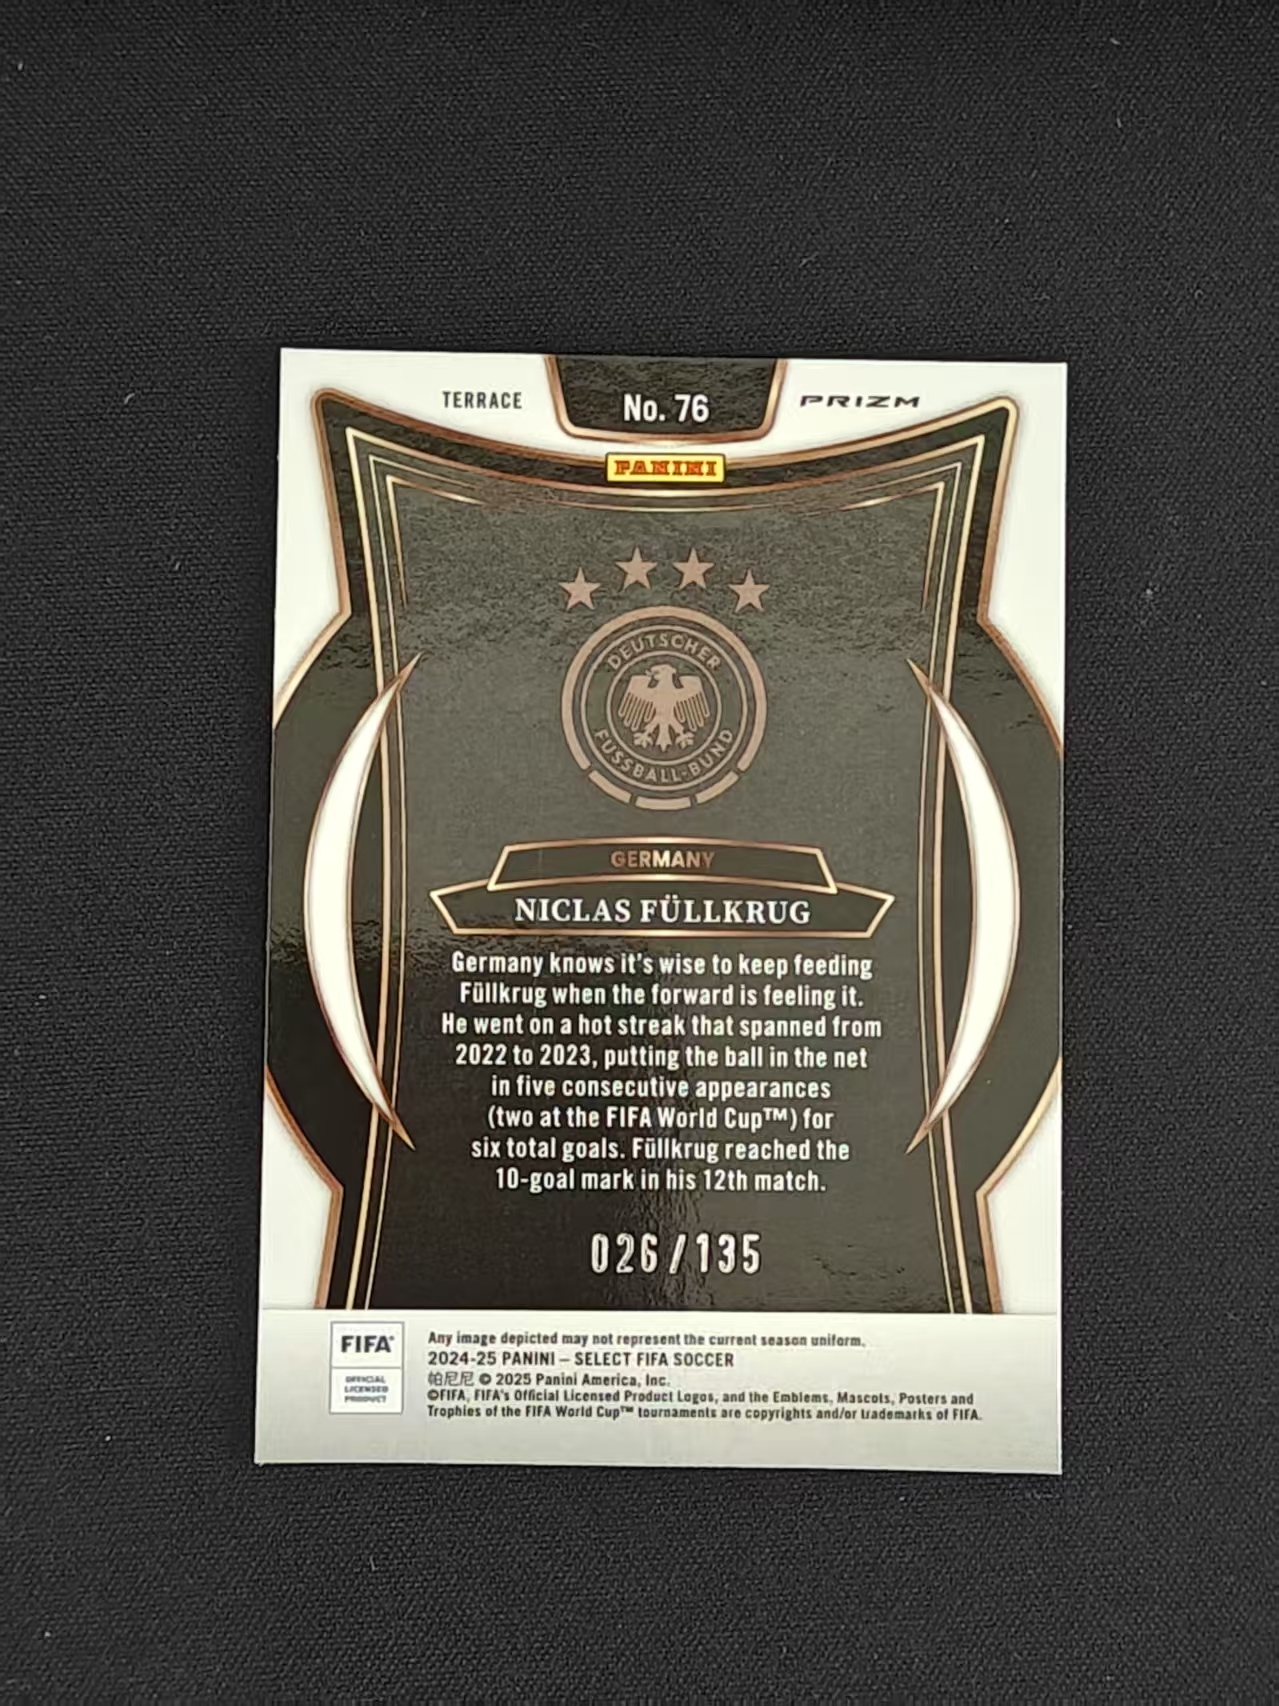 TERRACE
No. 76
PRIZM
PANINI
DEUTSCHER
FUSSBALL-BUND
GERMANY
NICLAS FÜLLKRUG
Germany knows it's wise to keep feeding
Füllkrug when the forward is feeling it.
He went on a hot streak that spanned from
2022 to 2023, putting the ball in the net
in five consecutive appearances
(two at the FIFA World Cup™) for
six total goals. Füllkrug reached the
10-goal mark in his 12th match.
026/135
FIFA®
OFFICIAL
LICENSED
PRODUCT
Any image depicted may not represent the current season uniform.
2024-25 PANINI – SELECT FIFA SOCCER
帕尼尼 © 2025 Panini America, Inc.
©FIFA, FIFA's Official Licensed Product Logos, and the Emblems, Mascots, Posters and
Trophies of the FIFA World Cup™ tournaments are copyrights and/or trademarks of FIFA.